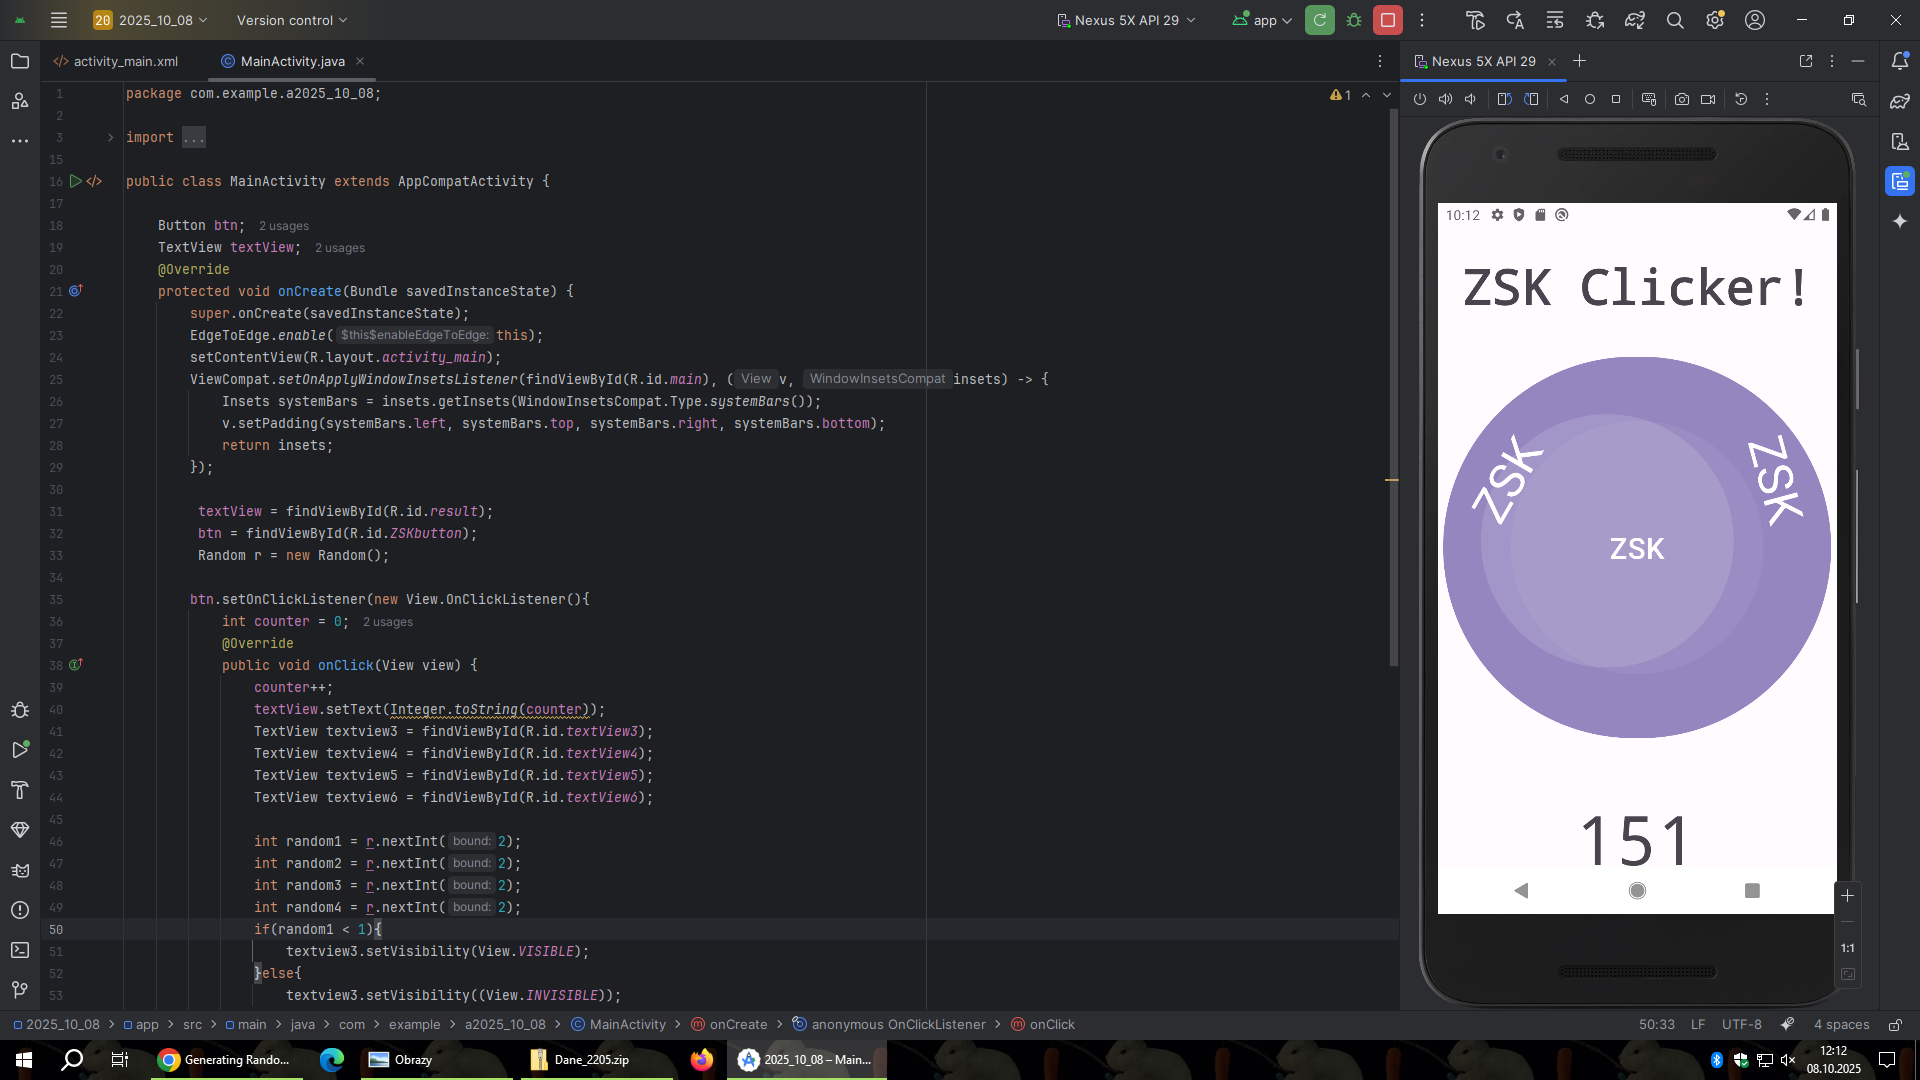 20 2025_10_08
Version control
Nexus 5X API 29
app
activity_main.xml
MainActivity.java
Nexus 5X API 29
1 package com.example.a2025_10_08;
1
2
3 import ...
15
16 public class MainActivity extends AppCompatActivity {
17
18 Button btn; 2 usages
19 TextView textView; 2 usages
20 @Override
21 protected void onCreate(Bundle savedInstanceState) {
22 super.onCreate(savedInstanceState);
23 EdgeToEdge.enable( $this$enableEdgeToEdge: this);
24 setContentView(R.layout.activity_main);
25 ViewCompat.setOnApplyWindowInsetsListener(findViewById(R.id.main), ( View v, WindowInsetsCompat insets) -> {
26 Insets systemBars = insets.getInsets(WindowInsetsCompat.Type.systemBars());
27 v.setPadding(systemBars.left, systemBars.top, systemBars.right, systemBars.bottom);
28 return insets;
29 });
30
31 textView = findViewById(R.id.result);
32 btn = findViewById(R.id.ZSKbutton);
33 Random r = new Random();
34
35 btn.setOnClickListener(new View.OnClickListener(){
36 int counter = 0; 2 usages
37 @Override
38 public void onClick(View view) {
39 counter++;
40 textView.setText(Integer.toString(counter));
41 TextView textview3 = findViewById(R.id.textView3);
42 TextView textview4 = findViewById(R.id.textView4);
43 TextView textview5 = findViewById(R.id.textView5);
44 TextView textview6 = findViewById(R.id.textView6);
45
46 int random1 = r.nextInt( bound: 2);
47 int random2 = r.nextInt( bound: 2);
48 int random3 = r.nextInt( bound: 2);
49 int random4 = r.nextInt( bound: 2);
50 if(random1 < 1){
51 textview3.setVisibility(View.VISIBLE);
52 }else{
53 textview3.setVisibility((View.INVISIBLE));
10:12
ZSK Clicker!
ZSK
ZSK
ZSK
151
1:1
2025_10_08 > app > src > main > java > com > example > a2025_10_08 > MainActivity > onCreate > anonymous OnClickListener > onClick
50:33 LF UTF-8 4 spaces
Generating Rando...
Obrazy
Dane_2205.zip
2025_10_08 – Main...
12:12
08.10.2025